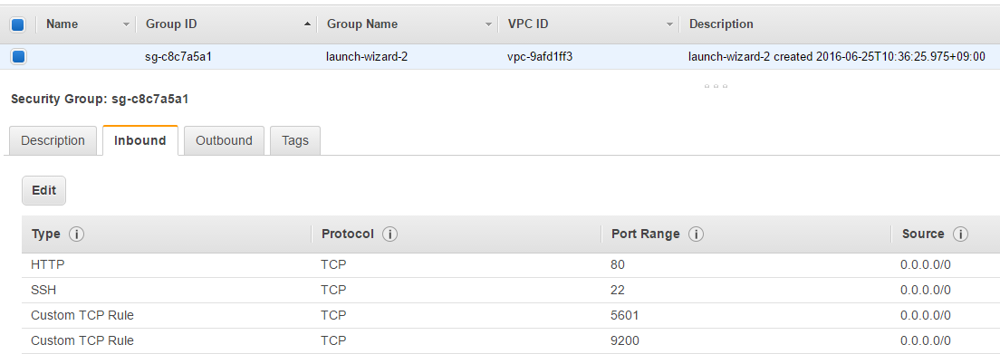 Name Group ID Group Name VPC ID Description
sg-c8c7a5a1 launch-wizard-2 vpc-9afd1ff3 launch-wizard-2 created 2016-06-25T10:36:25.975+09:00
Security Group: sg-c8c7a5a1
Description Inbound Outbound Tags
Edit
Type Protocol Port Range Source
HTTP TCP 80 0.0.0.0/0
SSH TCP 22 0.0.0.0/0
Custom TCP Rule TCP 5601 0.0.0.0/0
Custom TCP Rule TCP 9200 0.0.0.0/0